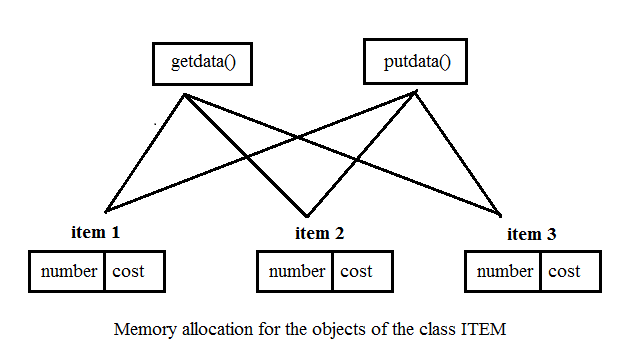 getdata() putdata()
item 1 item 2 item 3
number cost number cost number cost
Memory allocation for the objects of the class ITEM